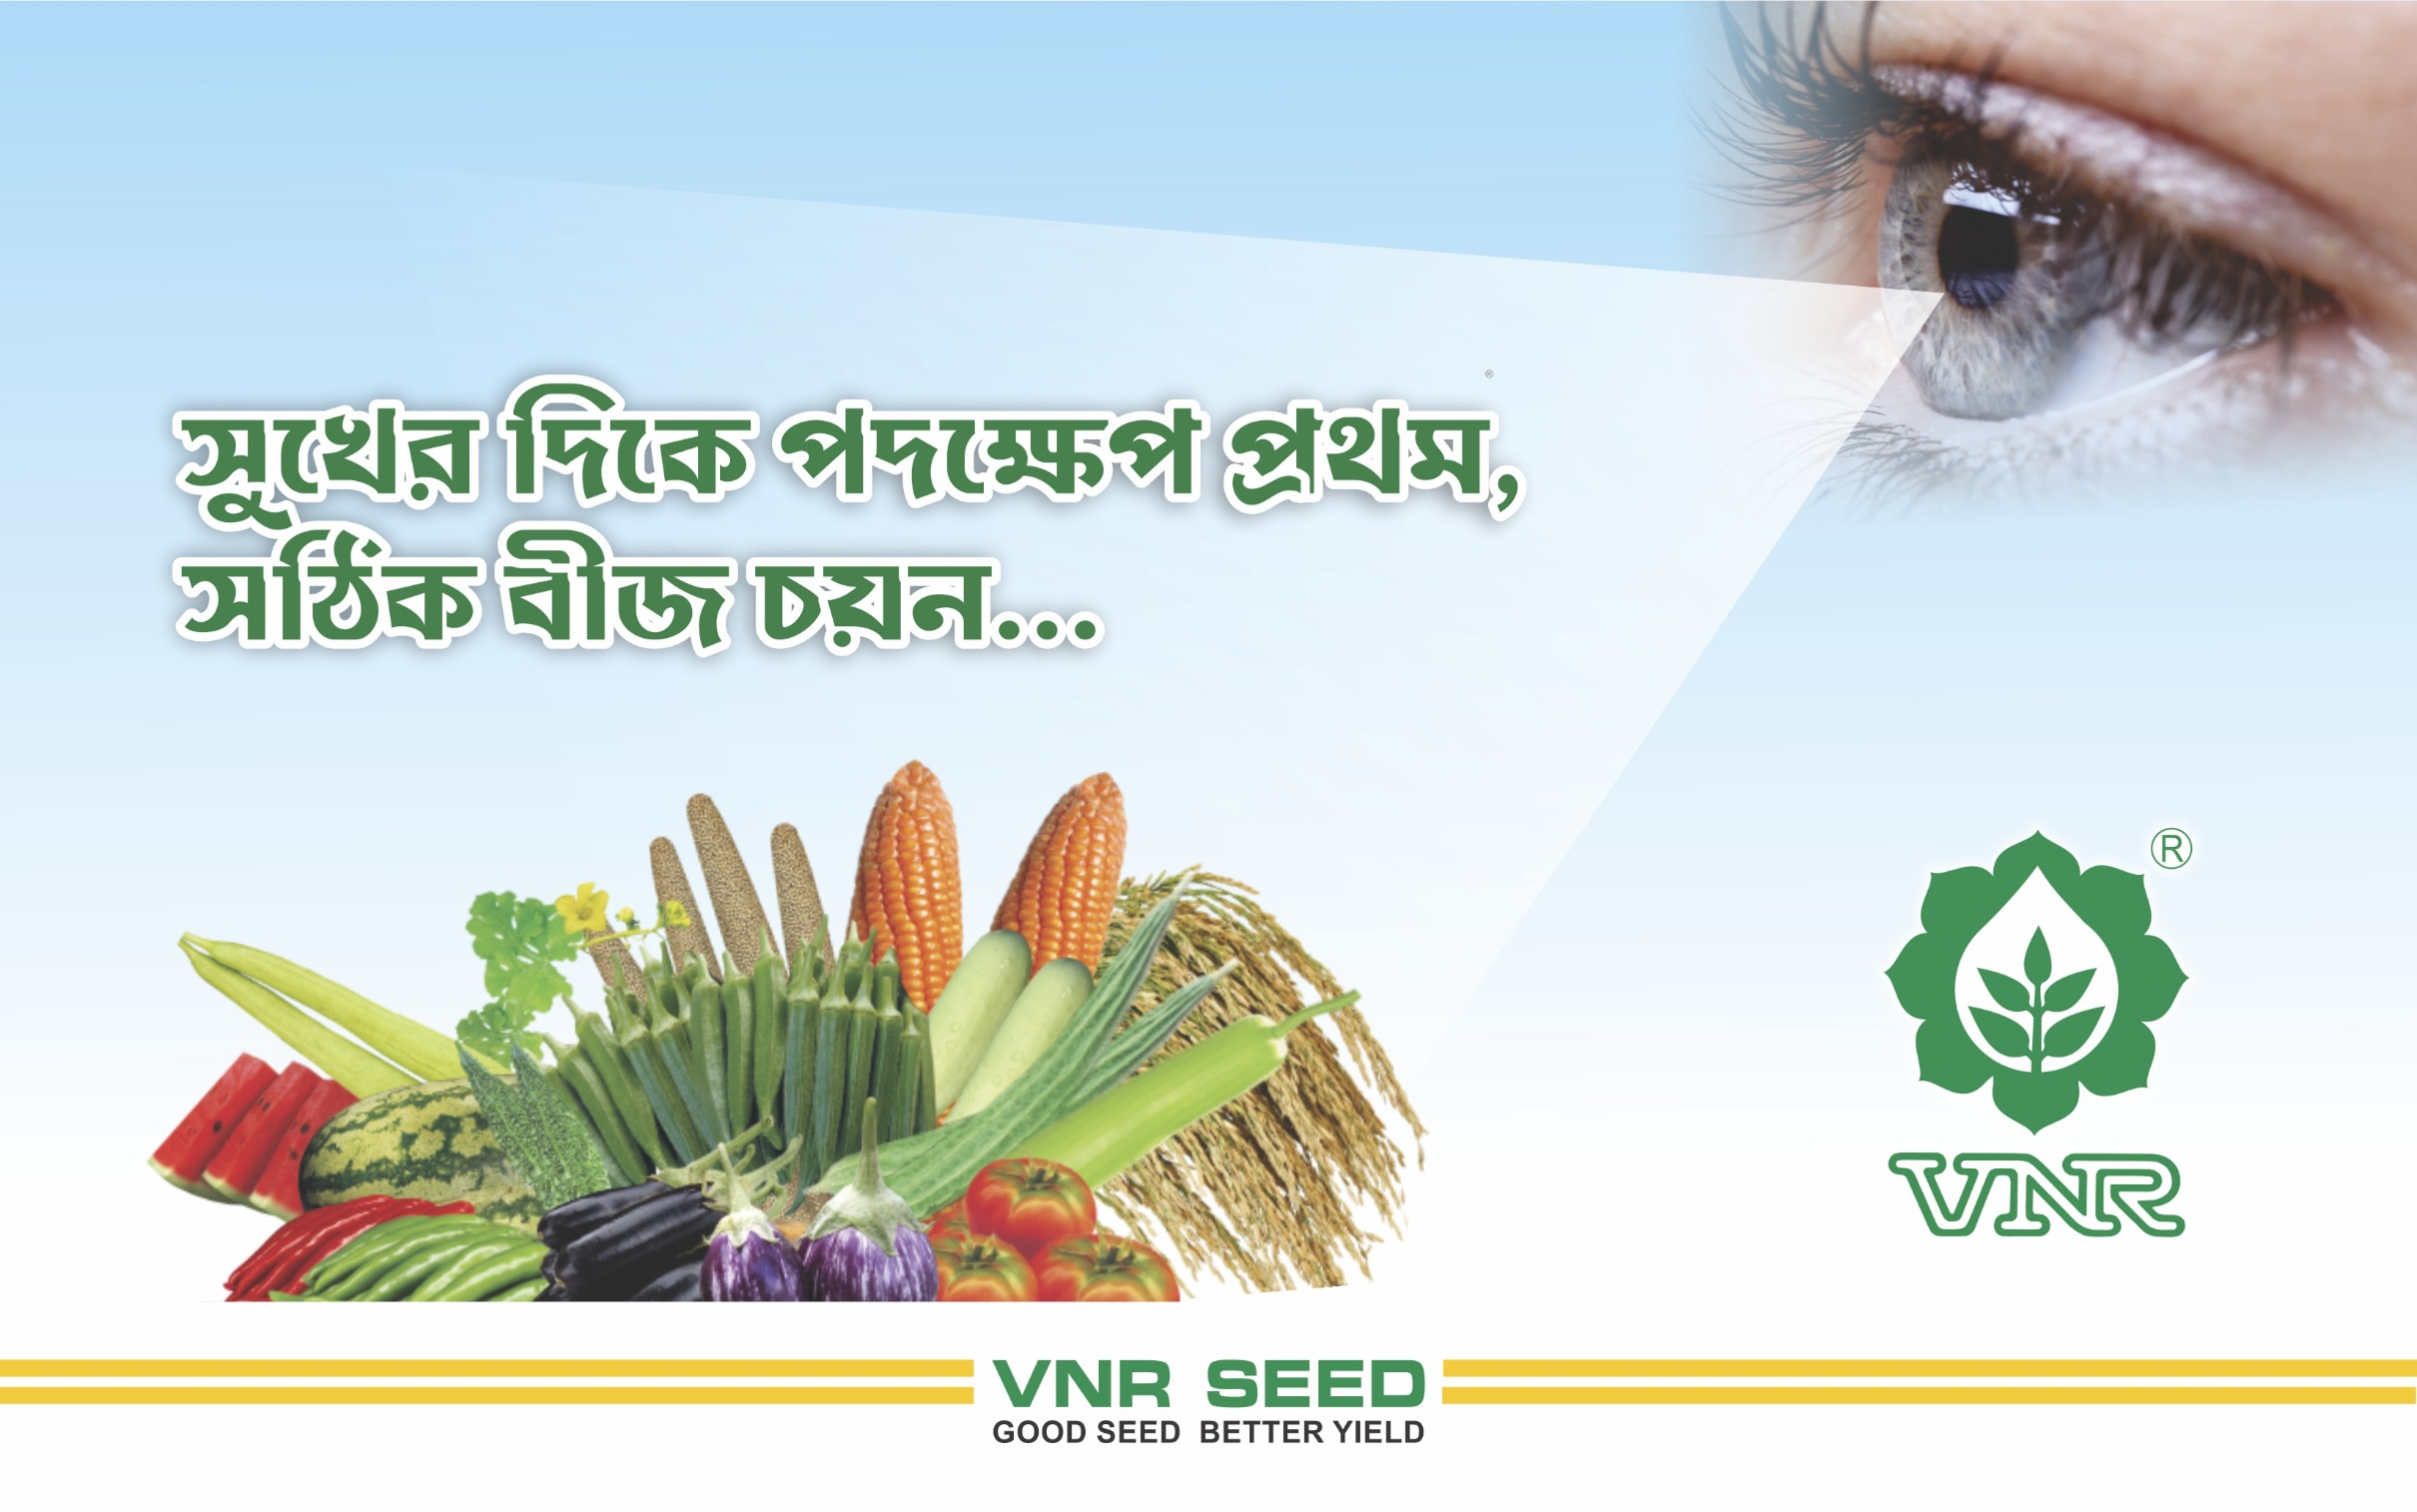 ®
সুখের দিকে পদক্ষেপ প্রথম,
সঠিক বীজ চয়ন...
®
VNR
VNR SEED
GOOD SEED BETTER YIELD